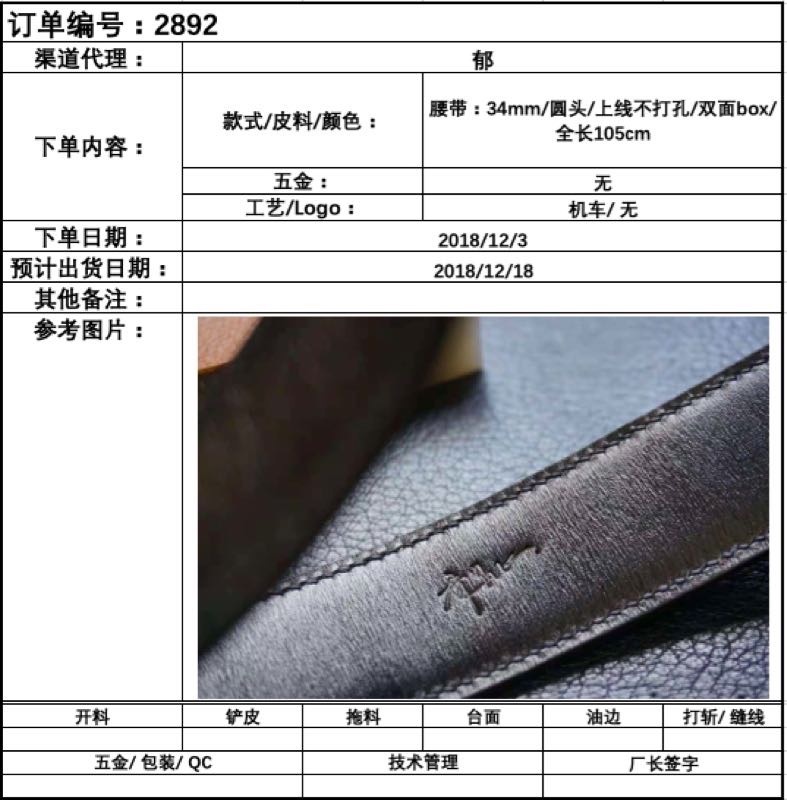 订单编号：2892
渠道代理： 郁
下单内容： 款式/皮料/颜色： 腰带：34mm/圆头/上线不打孔/双面box/
全长105cm
五金： 无
工艺/Logo： 机车/ 无
下单日期： 2018/12/3
预计出货日期： 2018/12/18
其他备注：
参考图片：
开料 铲皮 拖料 台面 油边 打斩/ 缝线
五金/ 包装/ QC 技术管理 厂长签字